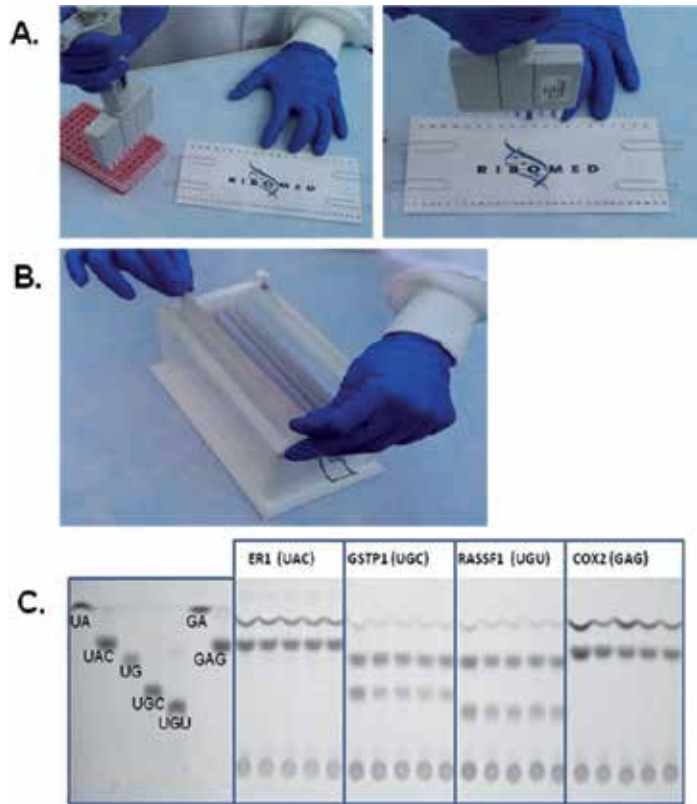 A.
RIBOMED
RIBOMED
B.
C.
ER1 (UAC)
GSTP1 (UGC)
RASSF1 (UGU)
COX2 (GAG)
UA
GA
UAC
UG
GAG
UGC
UGU